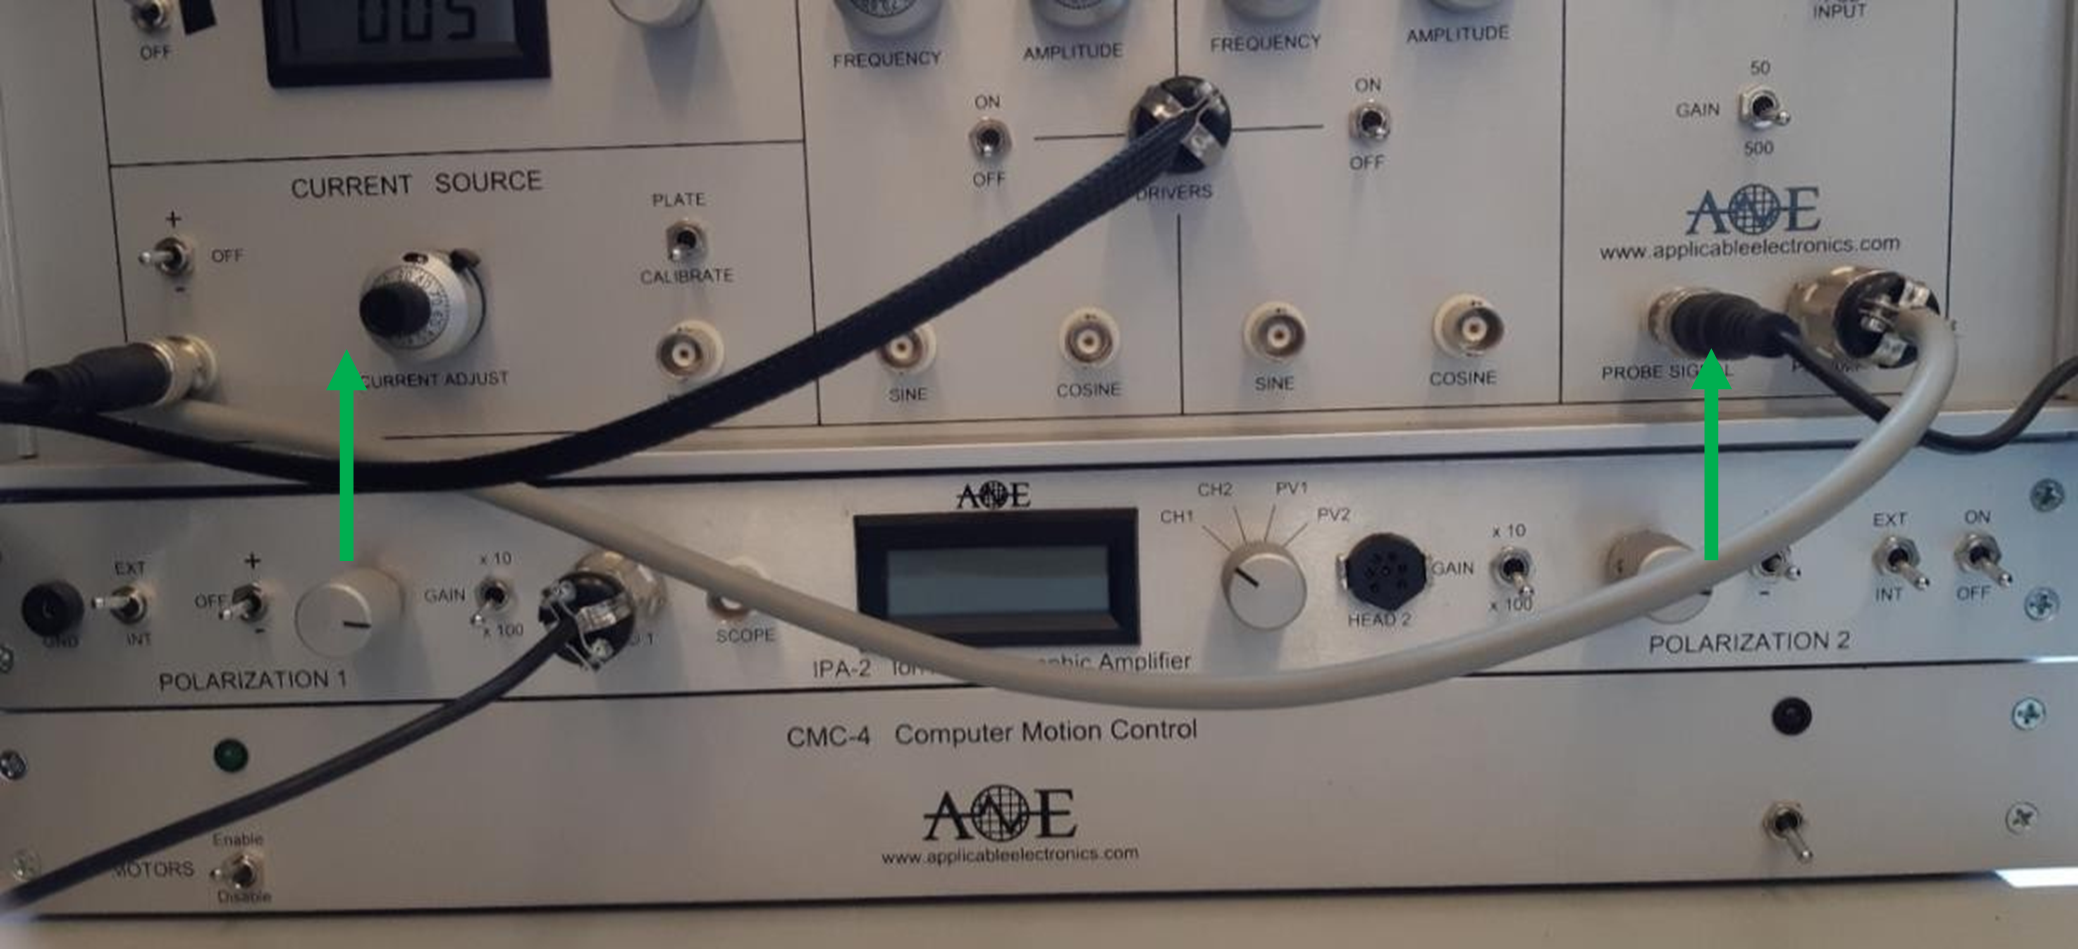 OFF
005
FREQUENCY
AMPLITUDE
FREQUENCY
AMPLITUDE
INPUT
ON
OFF
DRIVERS
ON
OFF
50
GAIN
500
CURRENT SOURCE
+
OFF
-
PLATE
CALIBRATE
CURRENT ADJUST
SINE
COSINE
SINE
COSINE
www.applicableelectronics.com
PROBE
EXT
INT
GND
+
OFF
-
POLARIZATION 1
x 10
GAIN
x 100
SCOPE
IPA-2
Amplifier
CH1
CH2
PV1
PV2
HEAD 2
x 10
GAIN
x 100
-
POLARIZATION 2
EXT
INT
ON
OFF
CMC-4 Computer Motion Control
www.applicableelectronics.com
Enable
MOTORS
Disable